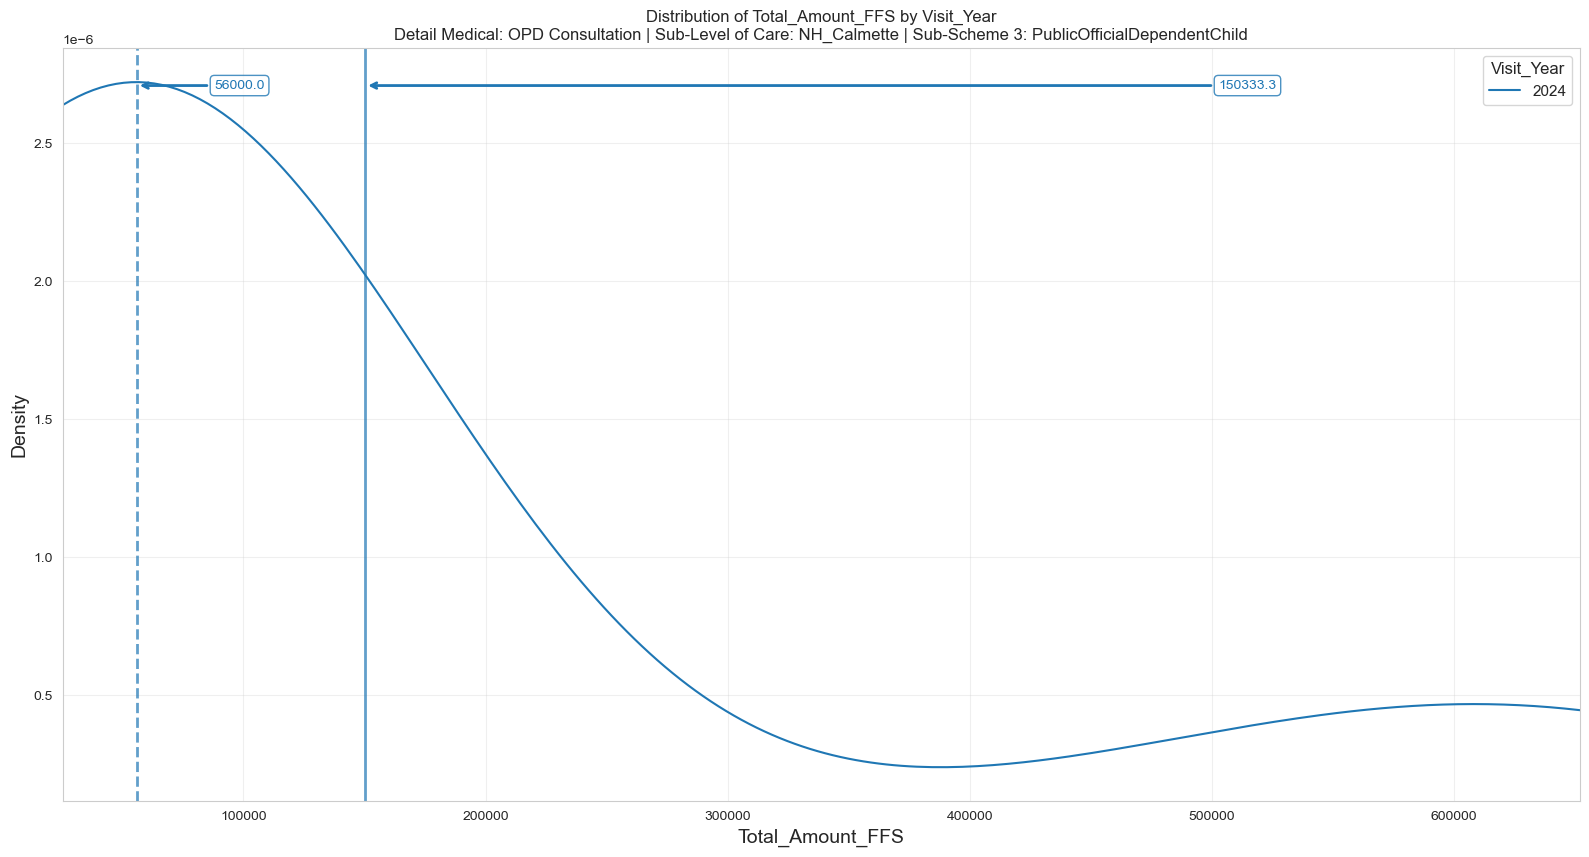 Distribution of Total_Amount_FFS by Visit_Year
Detail Medical: OPD Consultation | Sub-Level of Care: NH_Calmette | Sub-Scheme 3: PublicOfficialDependentChild
1e−6
56000.0
150333.3
Visit_Year
2024
2.5
2.0
1.5
1.0
0.5
Density
100000
200000
300000
400000
500000
600000
Total_Amount_FFS